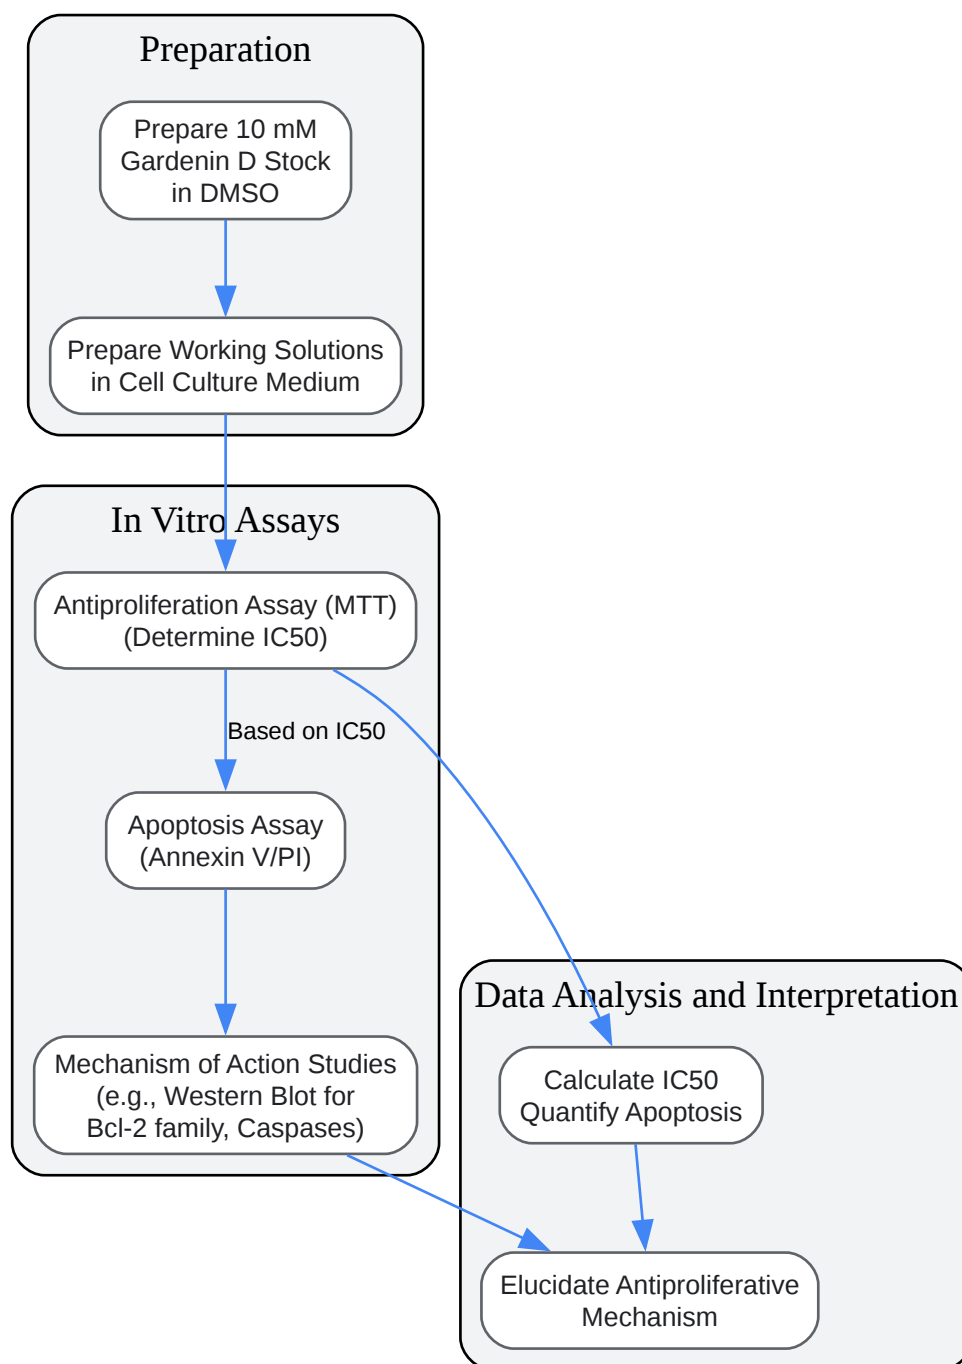 Preparation
Prepare 10 mM
Gardenin D Stock
in DMSO
Prepare Working Solutions
in Cell Culture Medium
In Vitro Assays
Antiproliferation Assay (MTT)
(Determine IC50)
Based on IC50
Apoptosis Assay
(Annexin V/PI)
Mechanism of Action Studies
(e.g., Western Blot for
Bcl-2 family, Caspases)
Data Analysis and Interpretation
Calculate IC50
Quantify Apoptosis
Elucidate Antiproliferative
Mechanism